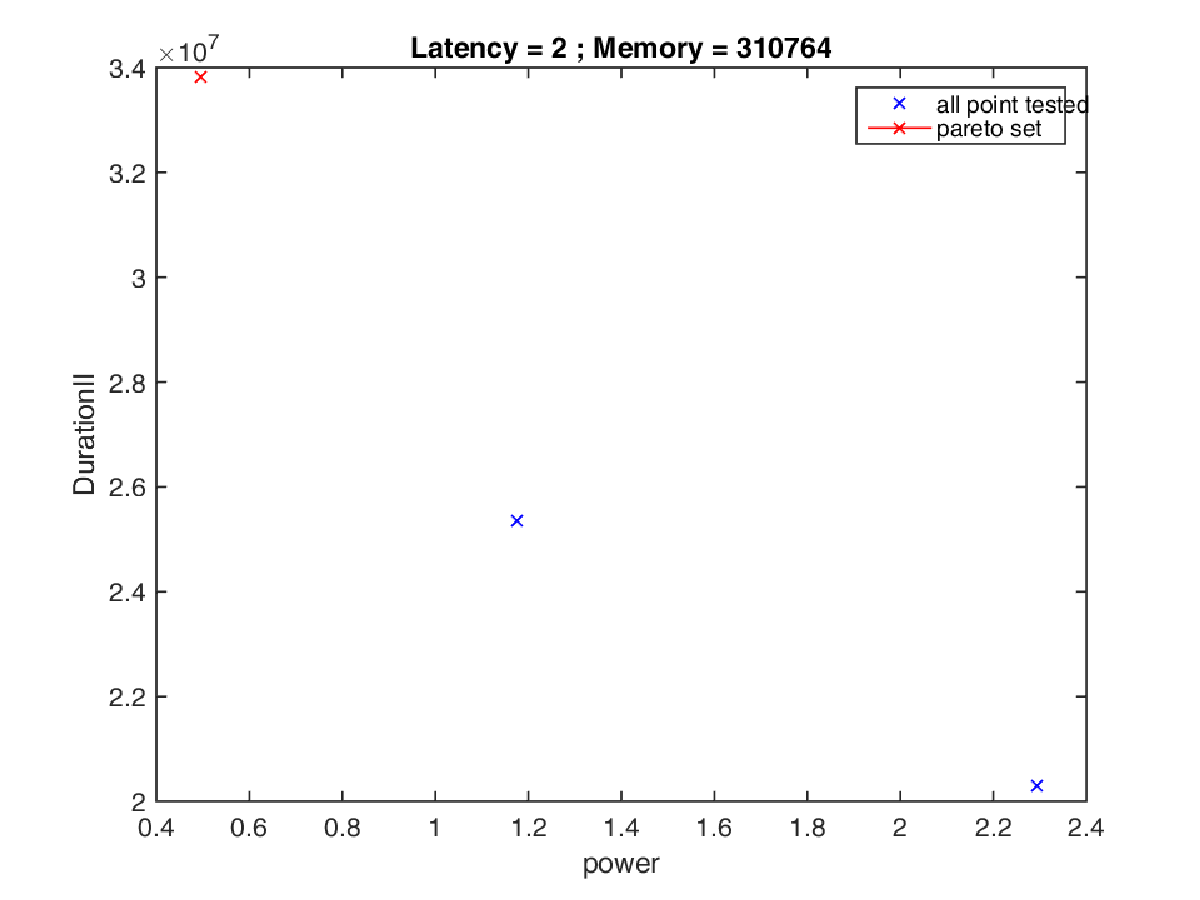 Latency = 2 ; Memory = 310764
×10^7
all point tested
pareto set
3.4
3.2
3
2.8
2.6
2.4
2.2
2
DurationII
0.4 0.6 0.8 1 1.2 1.4 1.6 1.8 2 2.2 2.4
power